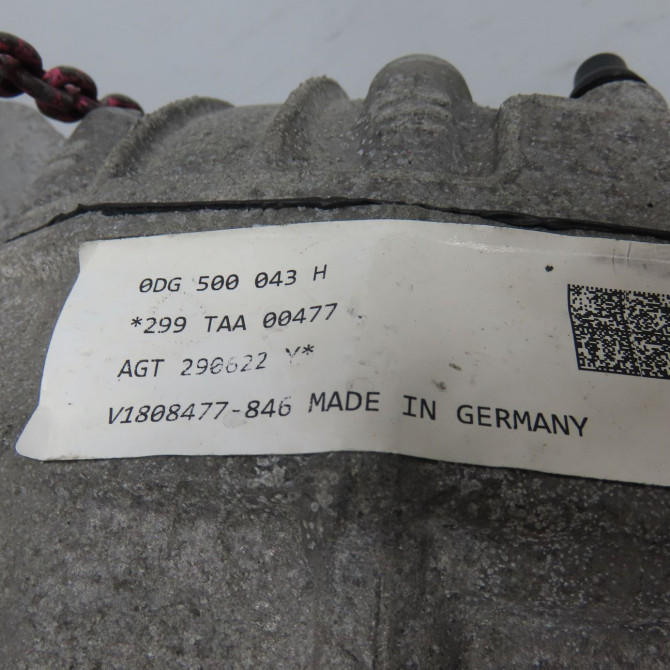 0DG 500 043 H
*299 TAA 00477
AGT 290622 Y*
V1808477-846 MADE IN GERMANY